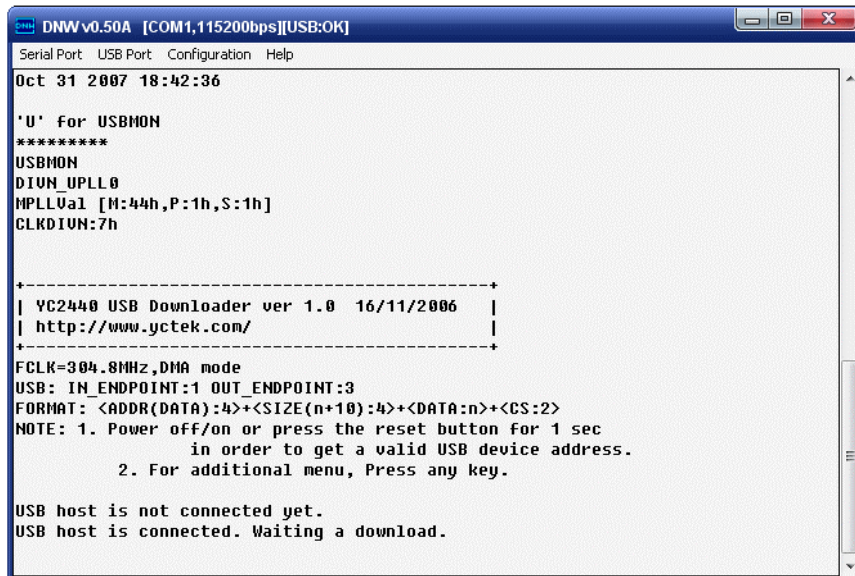 DNW v0.50A [COM1,115200bps][USB:OK]
Serial Port USB Port Configuration Help
Oct 31 2007 18:42:36
'U' for USBMON
*********
USBMON
DIVN_UPLL0
MPLLVal [M:44h,P:1h,S:1h]
CLKDIVN:7h
+---------------------------------------------+
| YC2440 USB Downloader ver 1.0 16/11/2006 |
| http://www.yctek.com/ |
+---------------------------------------------+
FCLK=304.8MHz,DMA mode
USB: IN_ENDPOINT:1 OUT_ENDPOINT:3
FORMAT: <ADDR(DATA):4>+<SIZE(n+10):4>+<DATA:n>+<CS:2>
NOTE: 1. Power off/on or press the reset button for 1 sec
in order to get a valid USB device address.
2. For additional menu, Press any key.
USB host is not connected yet.
USB host is connected. Waiting a download.